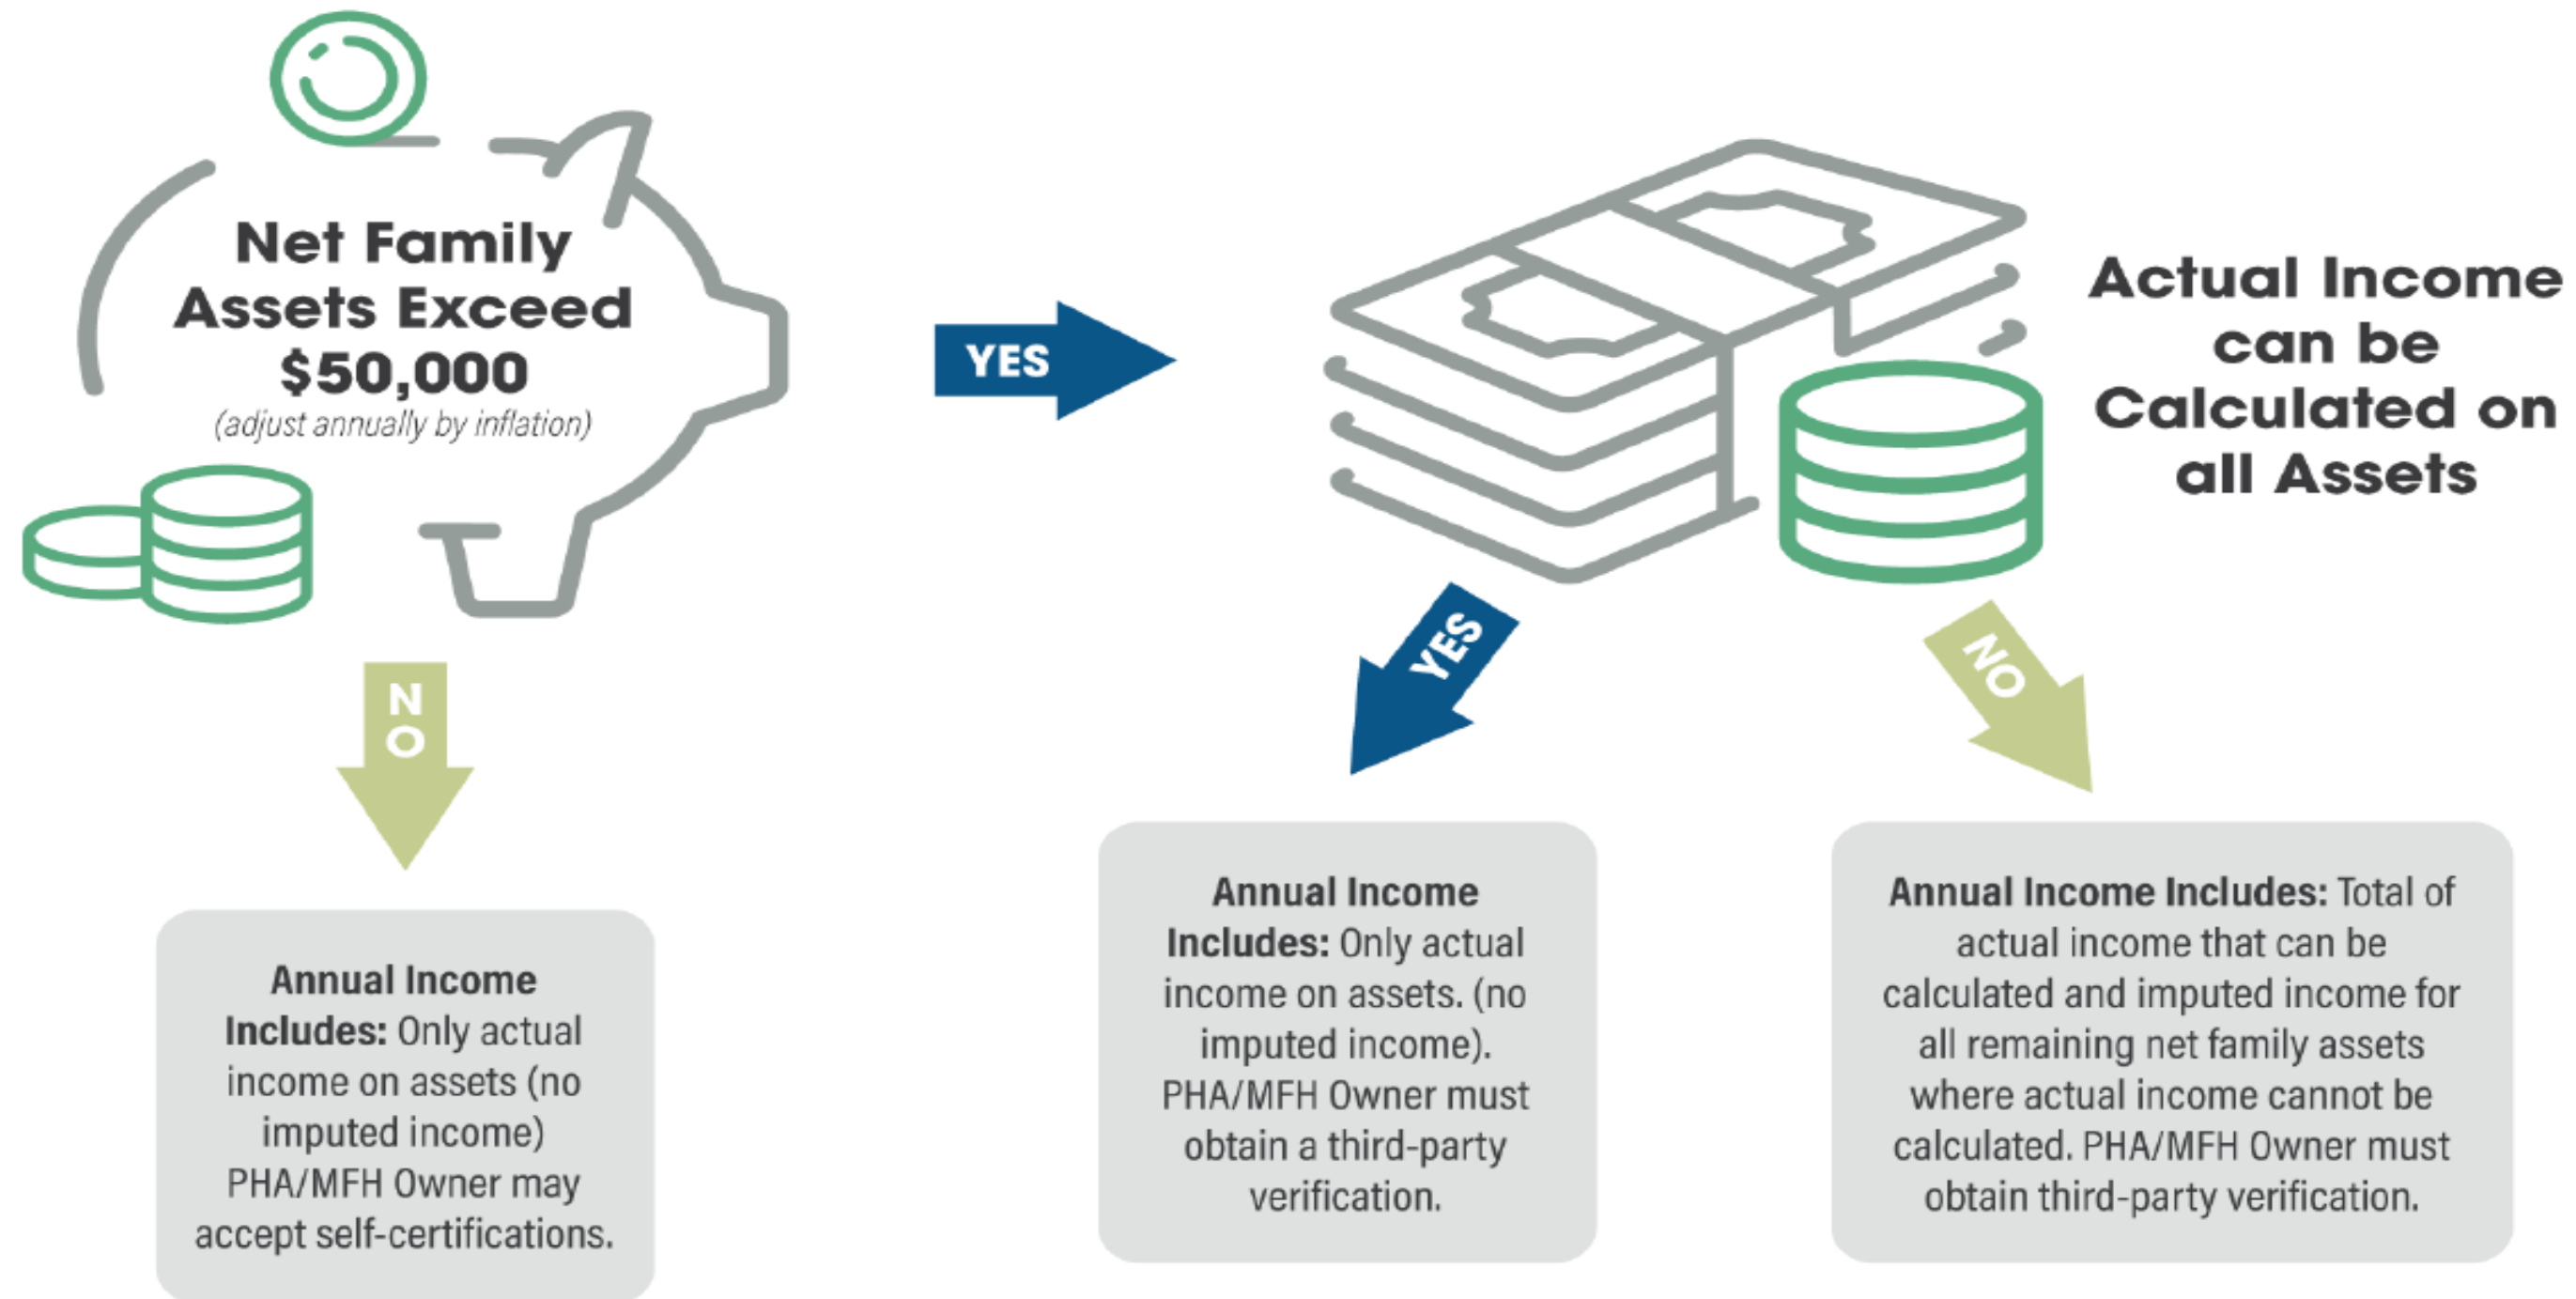 Net Family
Assets Exceed
$50,000
(adjust annually by inflation)
YES
Actual Income
can be
Calculated on
all Assets
N
O
YES
NO
Annual Income
Includes: Only actual
income on assets (no
imputed income)
PHA/MFH Owner may
accept self-certifications.
Annual Income
Includes: Only actual
income on assets. (no
imputed income).
PHA/MFH Owner must
obtain a third-party
verification.
Annual Income Includes: Total of
actual income that can be
calculated and imputed income for
all remaining net family assets
where actual income cannot be
calculated. PHA/MFH Owner must
obtain third-party verification.